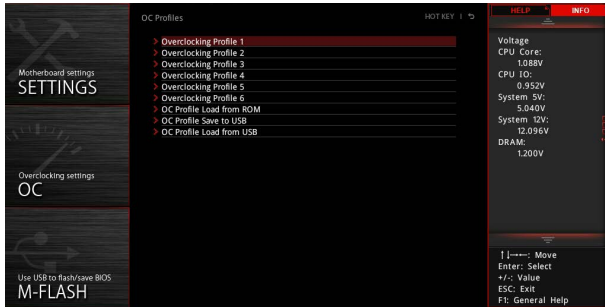 OC Profiles
HOT KEY |
HELP
INFO
Overclocking Profile 1
Overclocking Profile 2
Overclocking Profile 3
Overclocking Profile 4
Overclocking Profile 5
Overclocking Profile 6
OC Profile Load from ROM
OC Profile Save to USB
OC Profile Load from USB
Motherboard settings
SETTINGS
Overclocking settings
OC
Use USB to flash/save BIOS
M-FLASH
Voltage
CPU Core:
1.088V
CPU IO:
0.952V
System 5V:
5.040V
System 12V:
12.096V
DRAM:
1.200V
↑↓→←: Move
Enter: Select
+/-: Value
ESC: Exit
F1: General Help